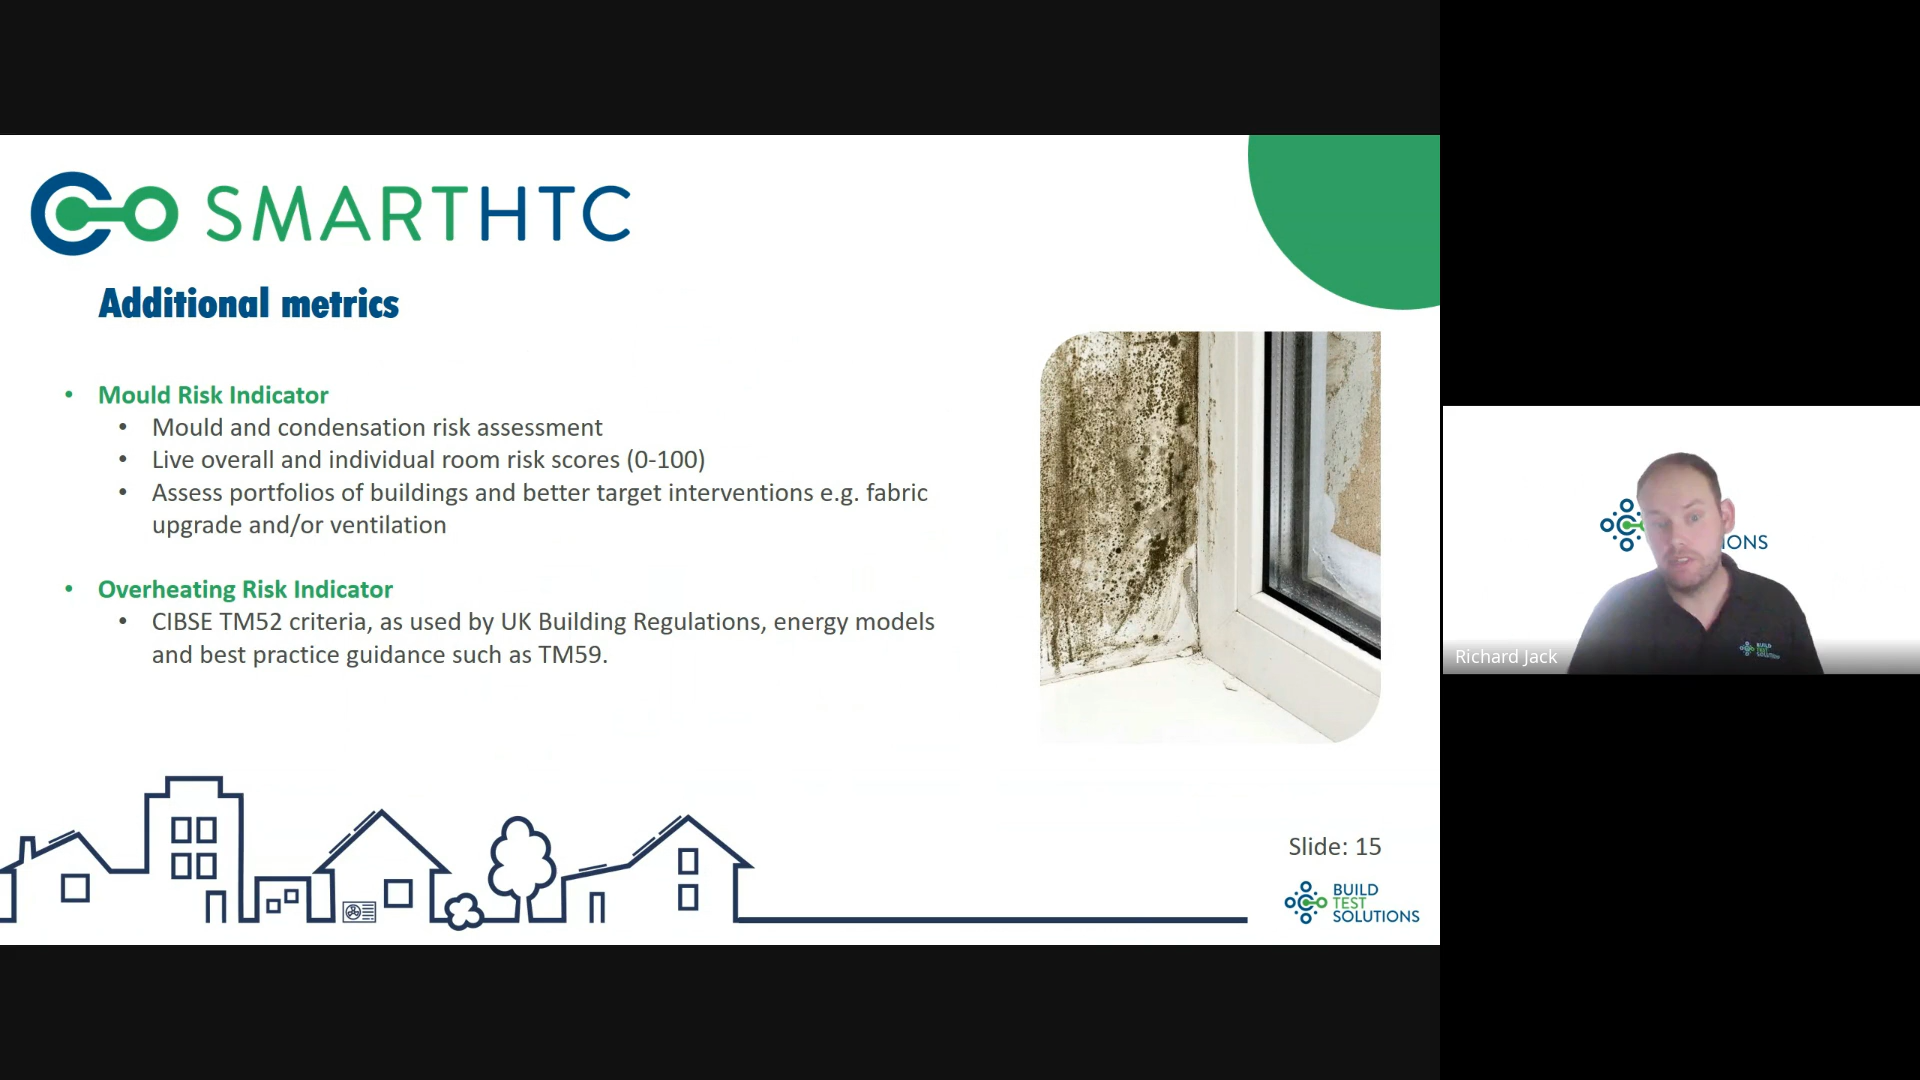 SMARTHTC
Additional metrics
• Mould Risk Indicator
• Mould and condensation risk assessment
• Live overall and individual room risk scores (0-100)
• Assess portfolios of buildings and better target interventions e.g. fabric
upgrade and/or ventilation
• Overheating Risk Indicator
• CIBSE TM52 criteria, as used by UK Building Regulations, energy models
and best practice guidance such as TM59.
Slide: 15
BUILD
TEST
SOLUTIONS
IONS
BUILD
TEST
SOLUTIONS
Richard Jack